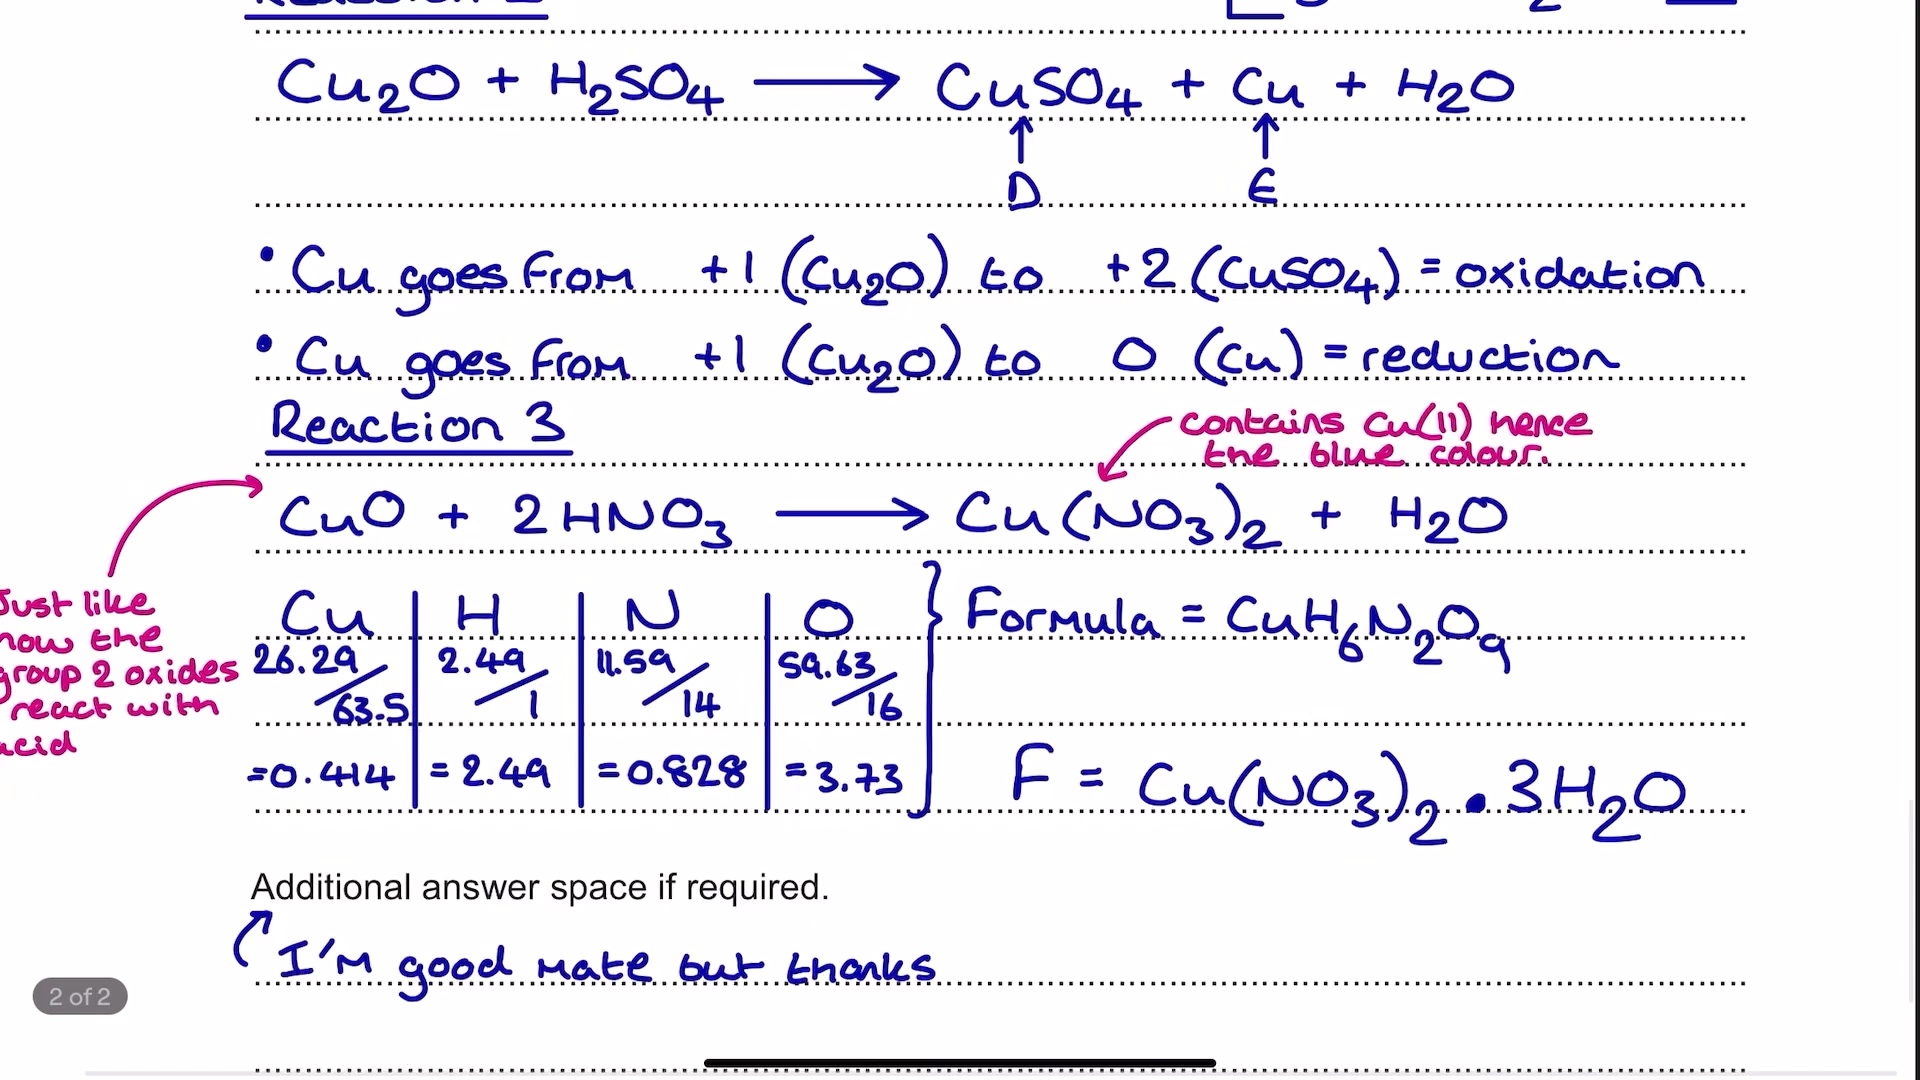 Cu₂O + H₂SO₄ ⟶ CuSO₄ + Cu + H₂O
D E
• Cu goes from +1 (Cu₂O) to +2 (CuSO₄) = oxidation
• Cu goes from +1 (Cu₂O) to 0 (Cu) = reduction
Reaction 3
contains Cu(II) hence
the blue colour.
CuO + 2HNO₃ ⟶ Cu(NO₃)₂ + H₂O
Just like
how the
group 2 oxides
react with
acid
Cu | H | N | O } Formula = CuH₆N₂O₉
26.29/63.5 | 2.49/1 | 11.59/14 | 59.63/16
=0.414 | =2.49 | =0.828 | =3.73
F = Cu(NO₃)₂•3H₂O
Additional answer space if required.
I'm good mate but thanks
2 of 2